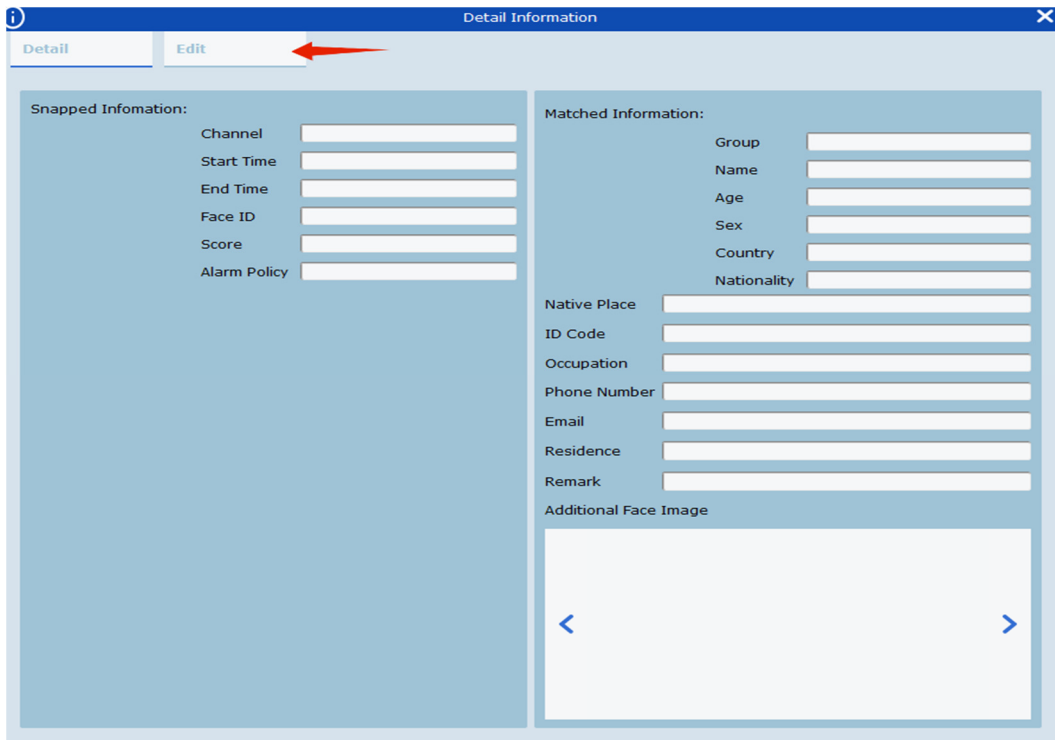 Detail Information
Detail
Edit
Snapped Infomation:
Channel
Start Time
End Time
Face ID
Score
Alarm Policy
Matched Information:
Group
Name
Age
Sex
Country
Nationality
Native Place
ID Code
Occupation
Phone Number
Email
Residence
Remark
Additional Face Image